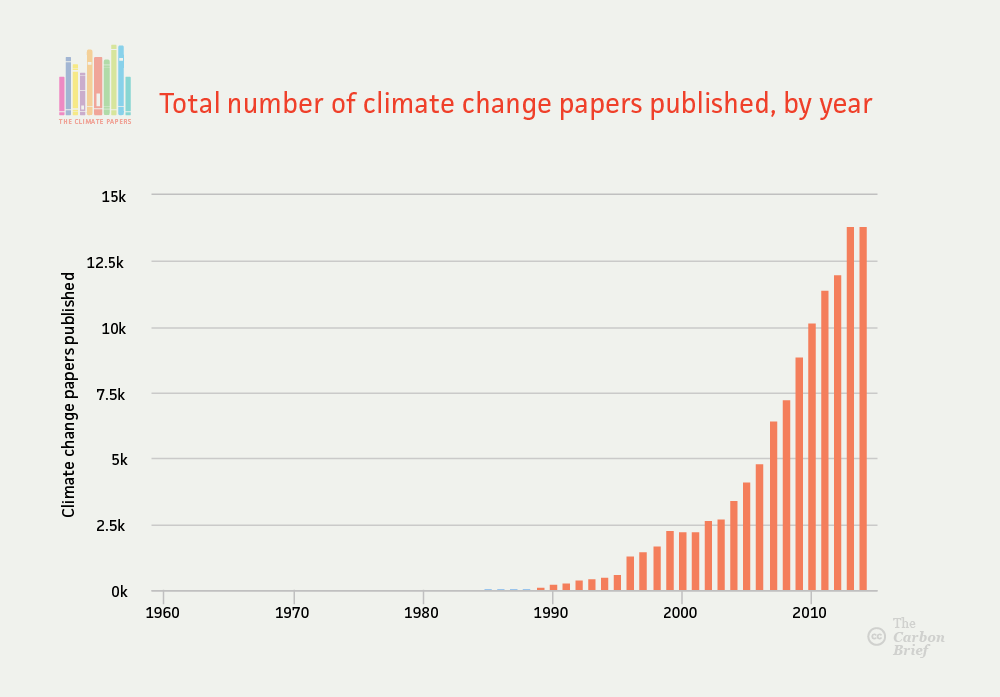 THE CLIMATE PAPERS
Total number of climate change papers published, by year
Climate change papers published
15k
12.5k
10k
7.5k
5k
2.5k
0k
1960 1970 1980 1990 2000 2010
cc
The
Carbon
Brief